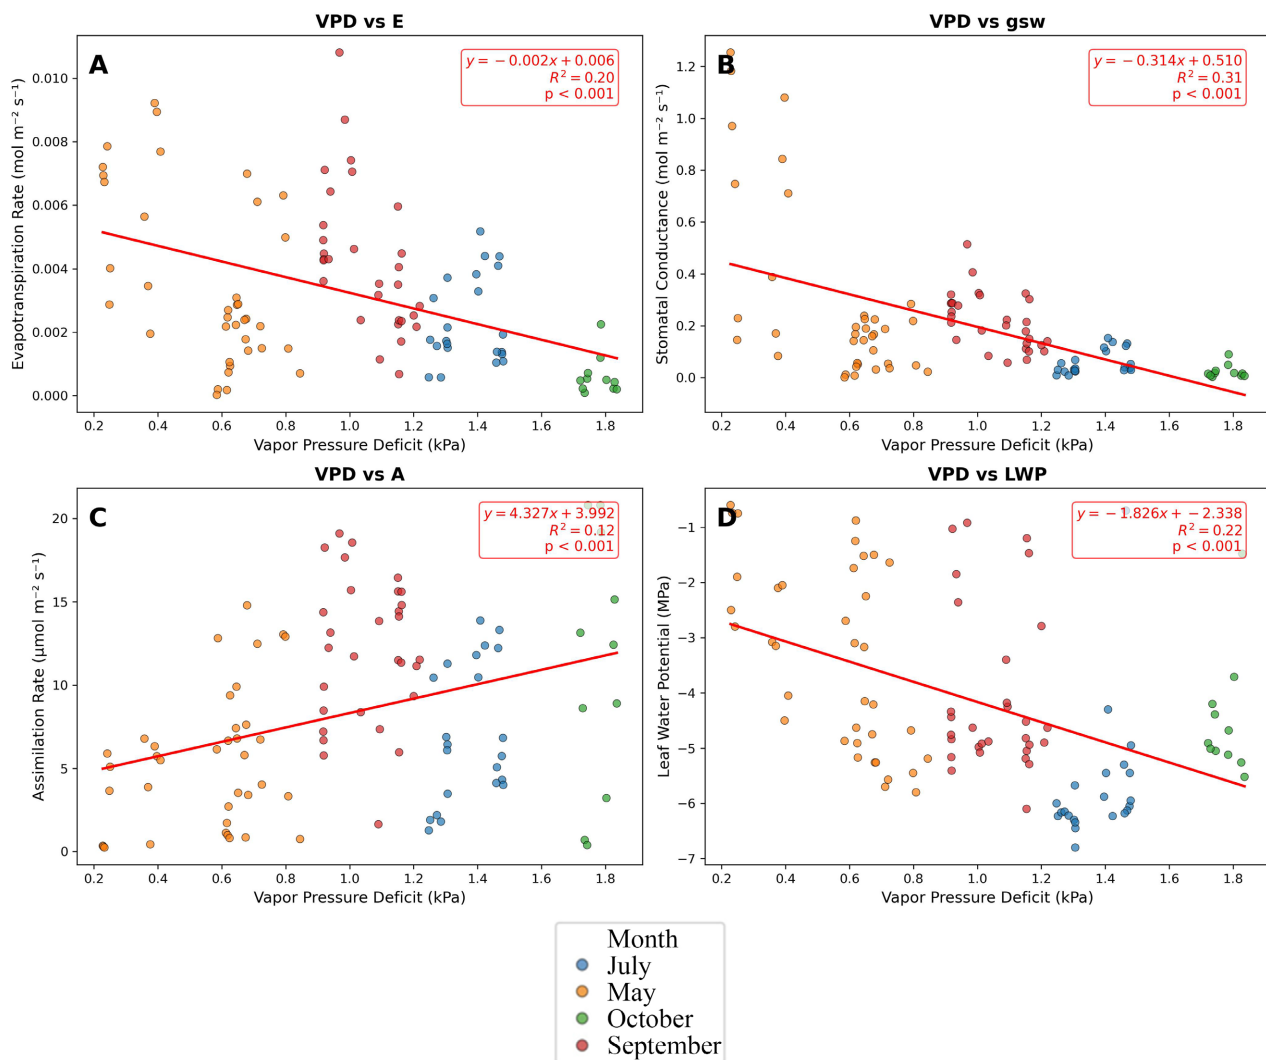 VPD vs E
A
y = −0.002x + 0.006
R² = 0.20
p < 0.001
Evapotranspiration Rate (mol m⁻² s⁻¹)
0.010
0.008
0.006
0.004
0.002
0.000
0.2 0.4 0.6 0.8 1.0 1.2 1.4 1.6 1.8
Vapor Pressure Deficit (kPa)
VPD vs gsw
B
y = −0.314x + 0.510
R² = 0.31
p < 0.001
Stomatal Conductance (mol m⁻² s⁻¹)
1.2
1.0
0.8
0.6
0.4
0.2
0.0
0.2 0.4 0.6 0.8 1.0 1.2 1.4 1.6 1.8
Vapor Pressure Deficit (kPa)
VPD vs A
C
y = 4.327x + 3.992
R² = 0.12
p < 0.001
Assimilation Rate (μmol m⁻² s⁻¹)
20
15
10
5
0
0.2 0.4 0.6 0.8 1.0 1.2 1.4 1.6 1.8
Vapor Pressure Deficit (kPa)
VPD vs LWP
D
y = −1.826x + −2.338
R² = 0.22
p < 0.001
Leaf Water Potential (MPa)
−1
−2
−3
−4
−5
−6
−7
0.2 0.4 0.6 0.8 1.0 1.2 1.4 1.6 1.8
Vapor Pressure Deficit (kPa)
Month
July
May
October
September